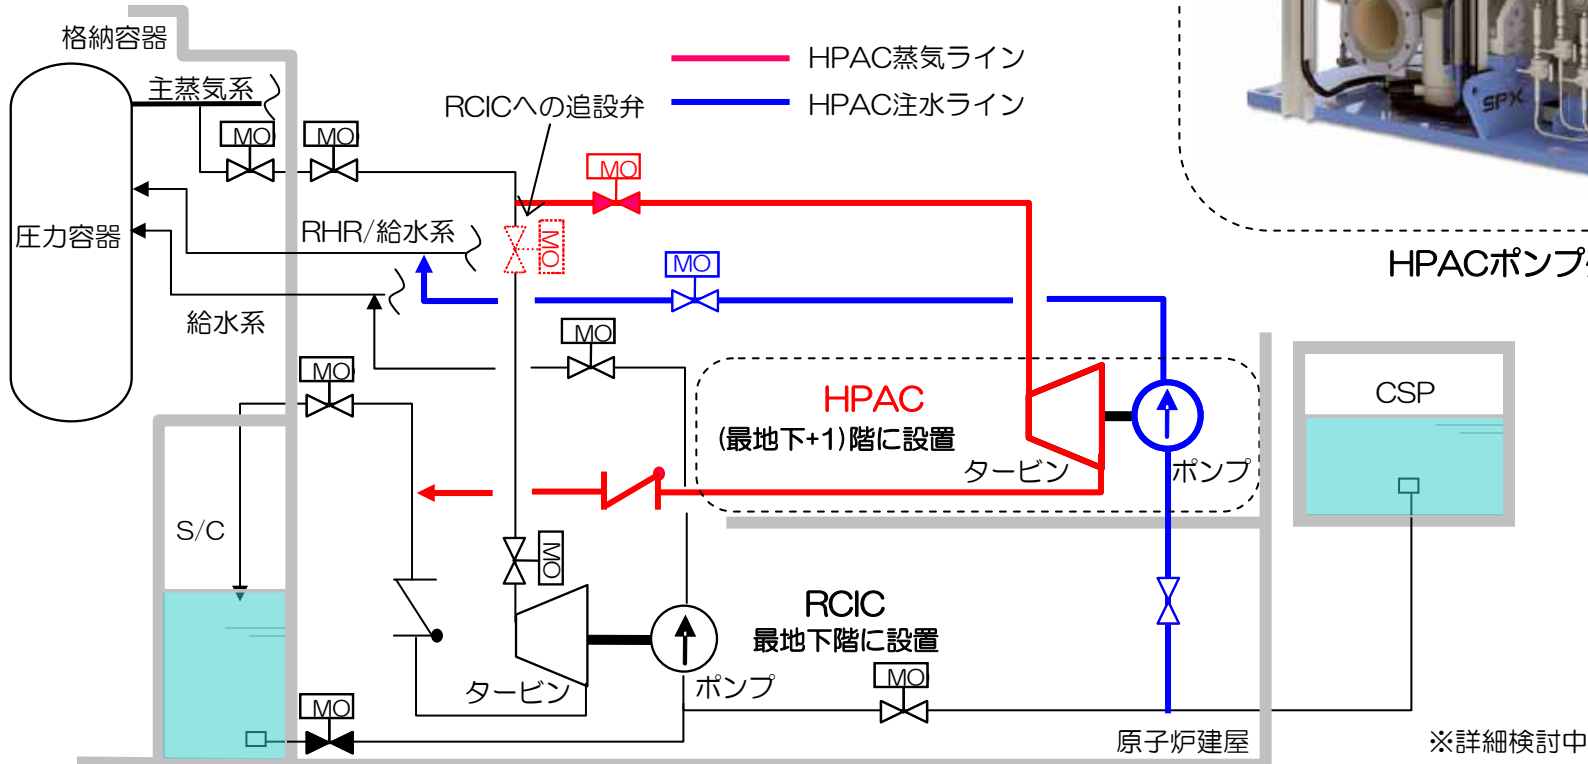 格納容器
HPAC蒸気ライン
主蒸気系
RCICへの追設弁
HPAC注水ライン
SPX
MO
MO
MO
圧力容器
RHR/給水系
MO
MO
HPACポンプ
給水系
MO
MO
HPAC
(最地下+1)階に設置
CSP
タービン
ポンプ
S/C
MO
RCIC
最地下階に設置
タービン
ポンプ
MO
MO
原子炉建屋
※詳細検討中